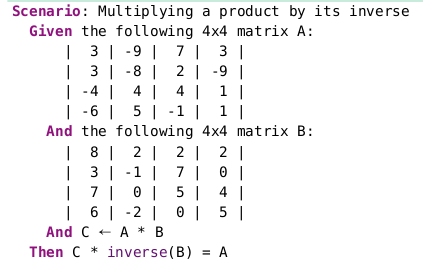 Scenario: Multiplying a product by its inverse
Given the following 4x4 matrix A:
| 3 | -9 | 7 | 3 |
| 3 | -8 | 2 | -9 |
| -4 | 4 | 4 | 1 |
| -6 | 5 | -1 | 1 |
And the following 4x4 matrix B:
| 8 | 2 | 2 | 2 |
| 3 | -1 | 7 | 0 |
| 7 | 0 | 5 | 4 |
| 6 | -2 | 0 | 5 |
And C ← A * B
Then C * inverse(B) = A